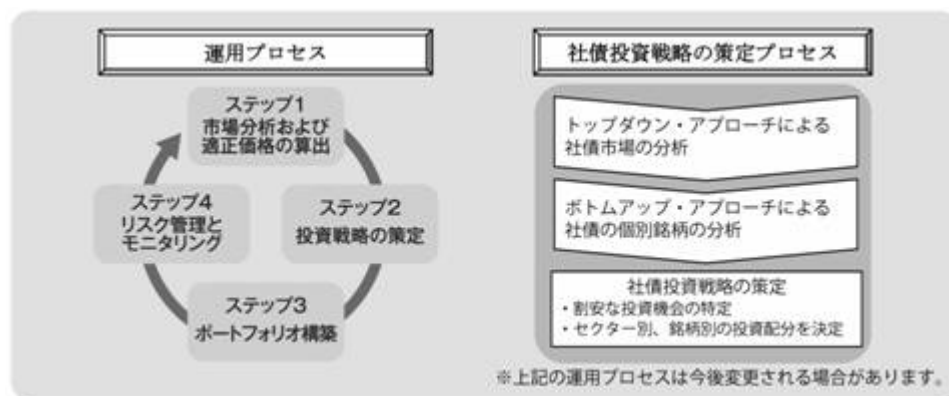 運用プロセス
ステップ1
市場分析および
適正価格の算出
ステップ2
投資戦略の策定
ステップ3
ポートフォリオ構築
ステップ4
リスク管理と
モニタリング
社債投資戦略の策定プロセス
トップダウン・アプローチによる
社債市場の分析
ボトムアップ・アプローチによる
社債の個別銘柄の分析
社債投資戦略の策定
・割安な投資機会の特定
・セクター別、銘柄別の投資配分を決定
※上記の運用プロセスは今後変更される場合があります。